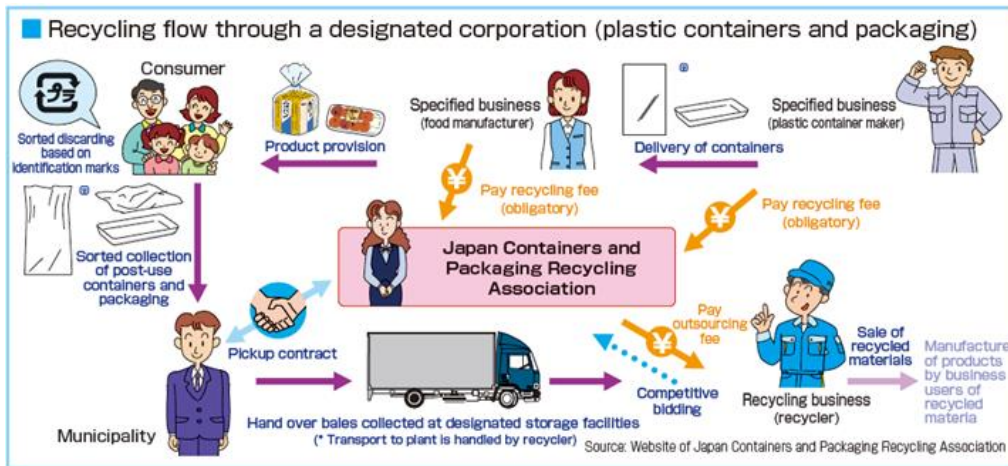 Recycling flow through a designated corporation (plastic containers and packaging)
Consumer
プラ
Sorted discarding
based on
identification marks
Product provision
Specified business
(food manufacturer)
Delivery of containers
Specified business
(plastic container maker)
Pay recycling fee
(obligatory)
Pay recycling fee
(obligatory)
¥
¥
Sorted collection
of post-use
containers and
packaging
Japan Containers and
Packaging Recycling
Association
Pickup contract
Pay
outsourcing
fee
¥
Competitive
bidding
Sale of
recycled
materials
Manufacture
of products
by business
users of
recycled
materia
Recycling business
(recycler)
Municipality
Hand over bales collected at designated storage facilities
(* Transport to plant is handled by recycler)
Source: Website of Japan Containers and Packaging Recycling Association